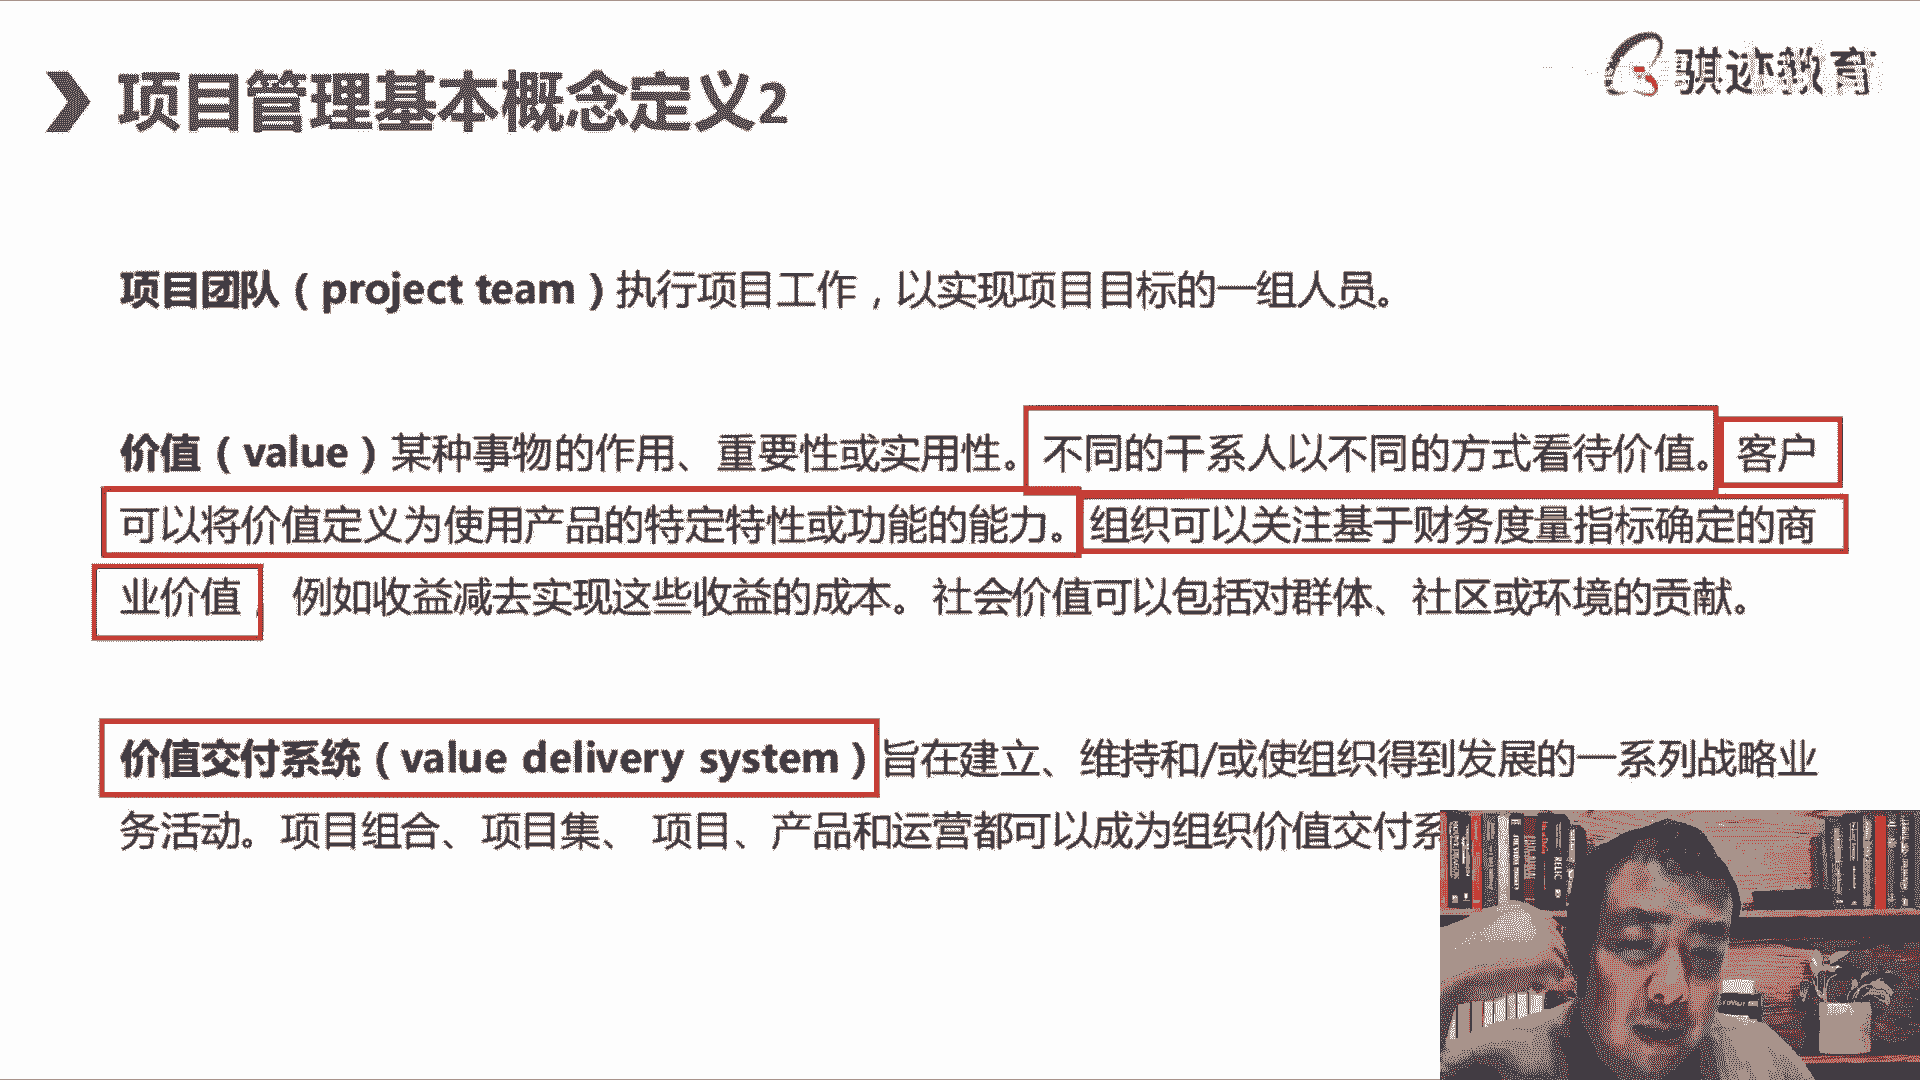 项目管理基本概念定义2
骐迹教育
项目团队（project team）执行项目工作，以实现项目目标的一组人员。
价值（value）某种事物的作用、重要性或实用性。不同的干系人以不同的方式看待价值。客户
可以将价值定义为使用产品的特定特性或功能的能力。组织可以关注基于财务度量指标确定的商
业价值，例如收益减去实现这些收益的成本。社会价值可以包括对群体、社区或环境的贡献。
价值交付系统（value delivery system）旨在建立、维持和/或使组织得到发展的一系列战略业
务活动。项目组合、项目集、 项目、产品和运营都可以成为组织价值交付系
RELIC